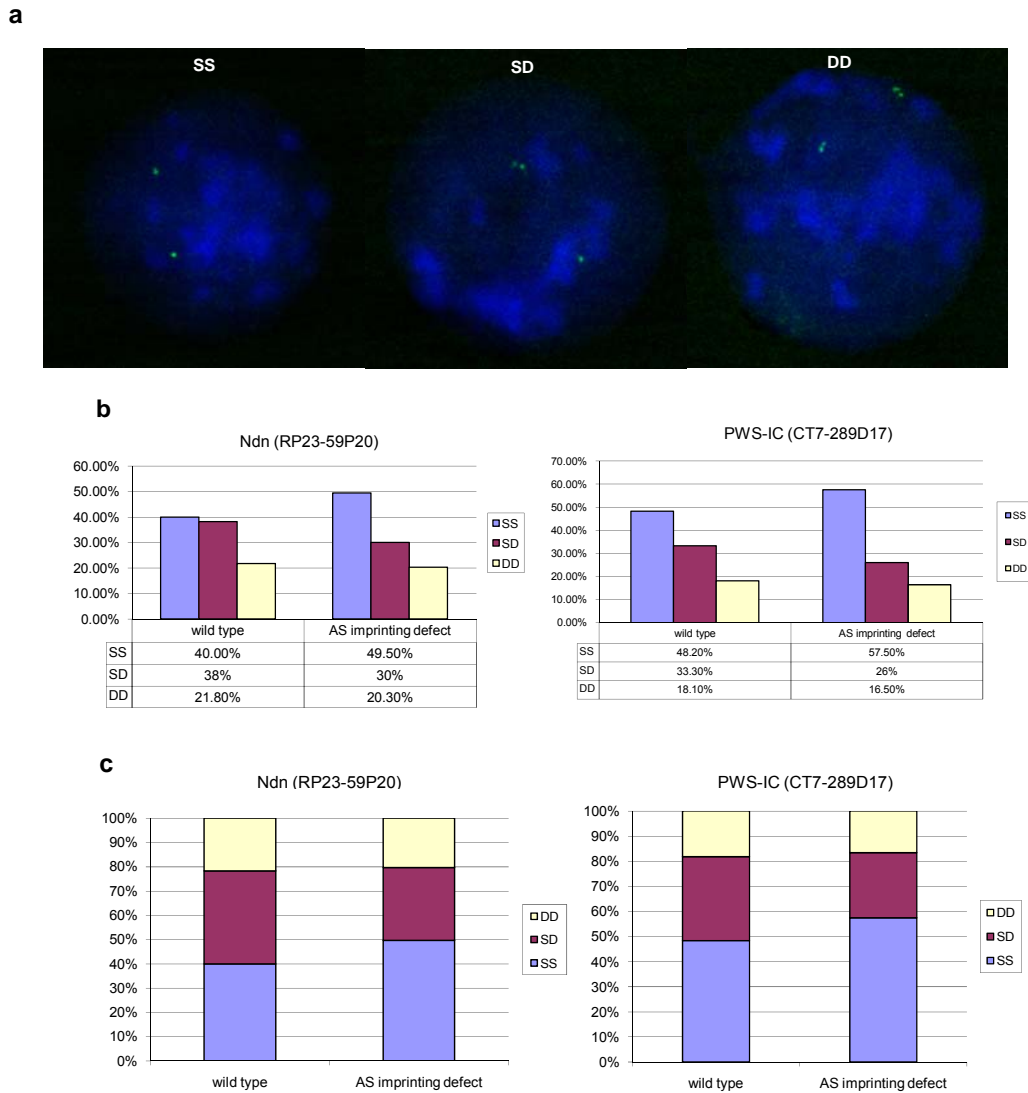 a
SS
SD
DD
b
Ndn (RP23-59P20)
60.00%
50.00%
40.00%
30.00%
20.00%
10.00%
0.00%
wild type AS imprinting defect
SS 40.00% 49.50%
SD 38% 30%
DD 21.80% 20.30%
SS
SD
DD
PWS-IC (CT7-289D17)
70.00%
60.00%
50.00%
40.00%
30.00%
20.00%
10.00%
0.00%
wild type AS imprinting defect
SS 48.20% 57.50%
SD 33.30% 26%
DD 18.10% 16.50%
SS
SD
DD
c
Ndn (RP23-59P20)
100%
90%
80%
70%
60%
50%
40%
30%
20%
10%
0%
wild type AS imprinting defect
DD
SD
SS
PWS-IC (CT7-289D17)
100%
90%
80%
70%
60%
50%
40%
30%
20%
10%
0%
wild type AS imprinting defect
DD
SD
SS